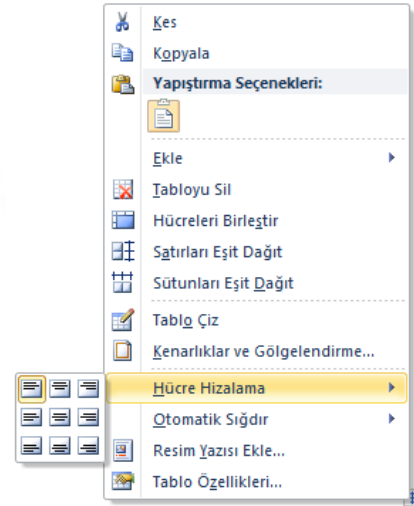 Kes
Kopyala
Yapıştırma Seçenekleri:
Ekle
Tabloyu Sil
Hücreleri Birleştir
Satırları Eşit Dağıt
Sütunları Eşit Dağıt
Tablo Çiz
Kenarlıklar ve Gölgelendirme...
Hücre Hizalama
Otomatik Sığdır
Resim Yazısı Ekle...
Tablo Özellikleri...